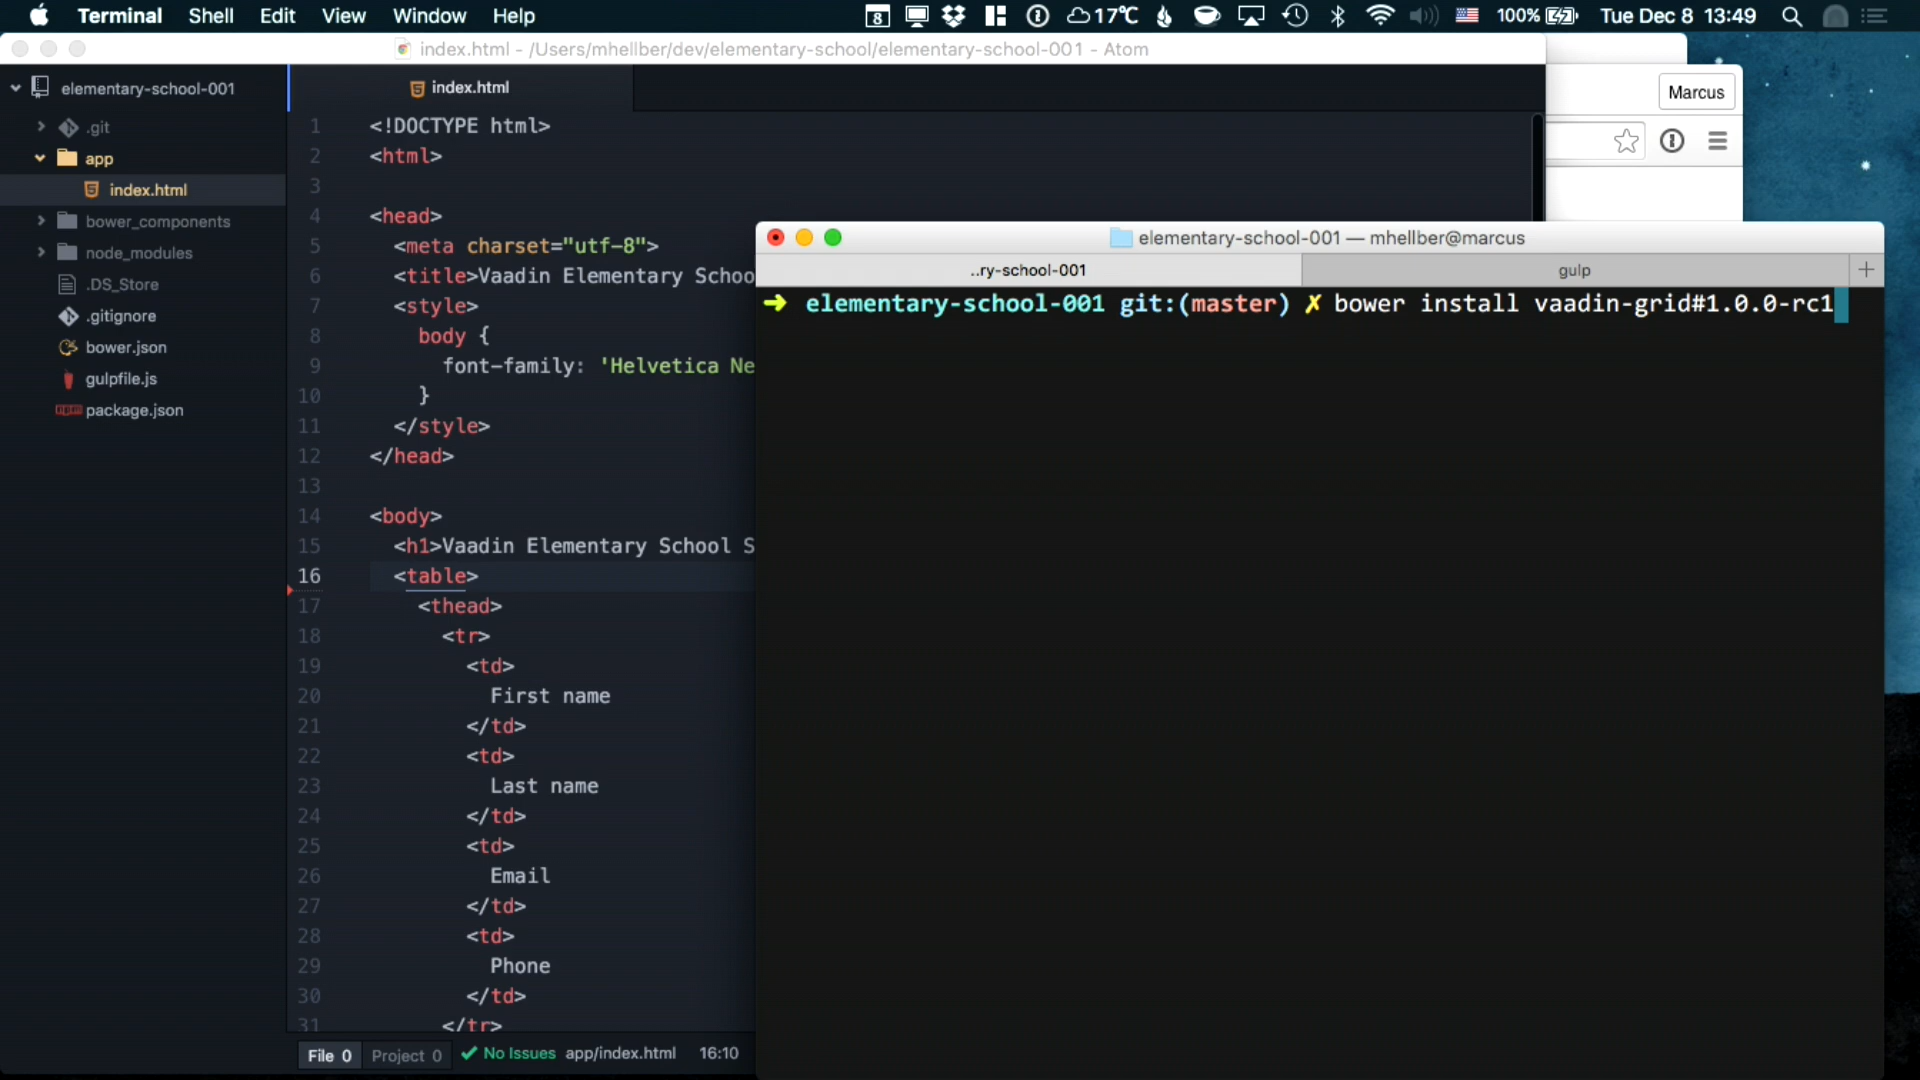 Terminal Shell Edit View Window Help 8 17℃ 100% Tue Dec 8 13:49
index.html - /Users/mhellber/dev/elementary-school/elementary-school-001 - Atom
elementary-school-001
.git
app
index.html
bower_components
node_modules
.DS_Store
.gitignore
bower.json
gulpfile.js
package.json
index.html
1 <!DOCTYPE html>
2 <html>
3
4 <head>
5 <meta charset="utf-8">
6 <title>Vaadin Elementary Schoo
7 <style>
8 body {
9 font-family: 'Helvetica Ne
10 }
11 </style>
12 </head>
13
14 <body>
15 <h1>Vaadin Elementary School S
16 <table>
17 <thead>
18 <tr>
19 <td>
20 First name
21 </td>
22 <td>
23 Last name
24 </td>
25 <td>
26 Email
27 </td>
28 <td>
29 Phone
30 </td>
31 </tr>
File 0 Project 0 No Issues app/index.html 16:10
Marcus
elementary-school-001 — mhellber@marcus
..ry-school-001 gulp +
➜ elementary-school-001 git:(master) ✗ bower install vaadin-grid#1.0.0-rc1